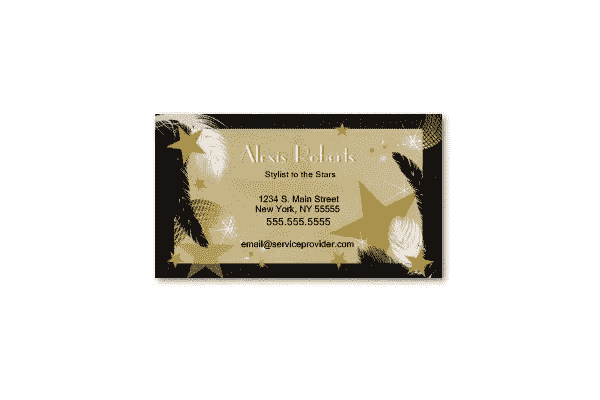 Alexis Roberts
Stylist to the Stars
1234 S. Main Street
New York, NY 55555
555.555.5555
email@serviceprovider.com